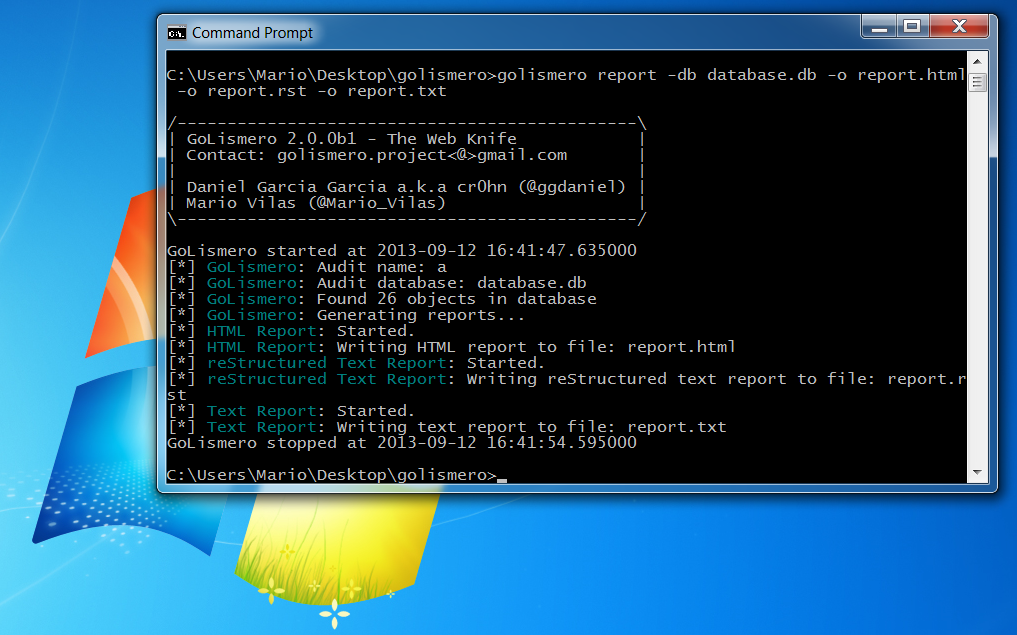 Command Prompt
C:\Users\Mario\Desktop\golismero>golismero report -db database.db -o report.html
 -o report.rst -o report.txt
/----------------------------------------------\
| GoLismero 2.0.0b1 - The Web Knife            |
| Contact: golismero.project<@>gmail.com       |
|                                              |
| Daniel Garcia Garcia a.k.a cr0hn (@ggdaniel) |
| Mario Vilas (@Mario_Vilas)                   |
\----------------------------------------------/
GoLismero started at 2013-09-12 16:41:47.635000
[*] GoLismero: Audit name: a
[*] GoLismero: Audit database: database.db
[*] GoLismero: Found 26 objects in database
[*] GoLismero: Generating reports...
[*] HTML Report: Started.
[*] HTML Report: Writing HTML report to file: report.html
[*] reStructured Text Report: Started.
[*] reStructured Text Report: Writing reStructured text report to file: report.r
st
[*] Text Report: Started.
[*] Text Report: Writing text report to file: report.txt
GoLismero stopped at 2013-09-12 16:41:54.595000
C:\Users\Mario\Desktop\golismero>_